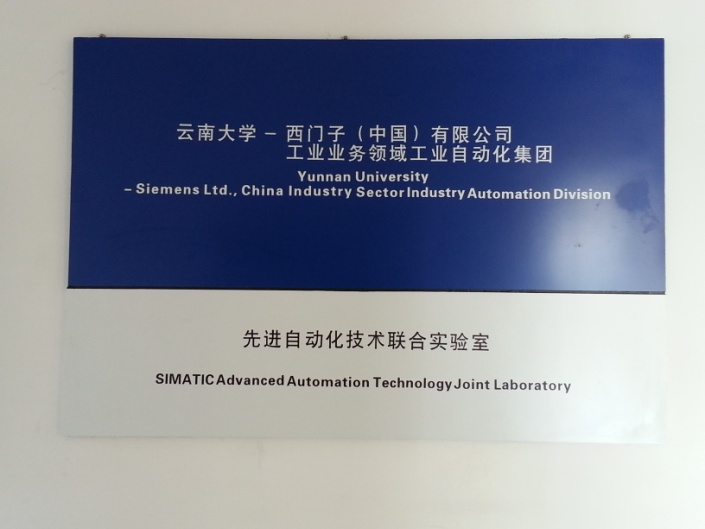 云南大学 – 西门子（中国）有限公司
工业业务领域工业自动化集团
Yunnan University
– Siemens Ltd., China Industry Sector Industry Automation Division
先进自动化技术联合实验室
SIMATIC Advanced Automation Technology Joint Laboratory